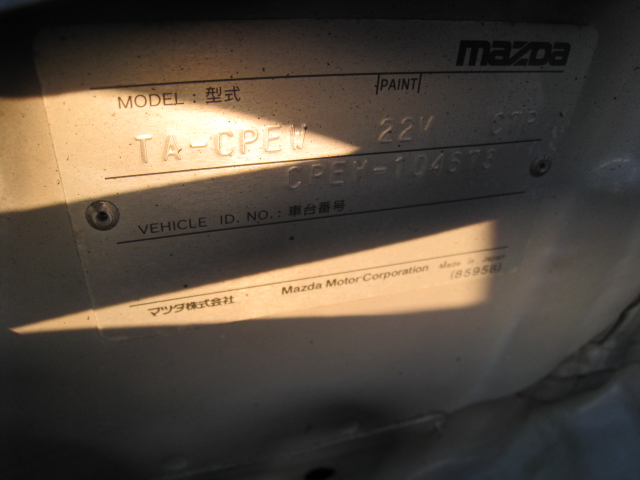 mazda
MODEL : 型式 PAINT
TA-CPEW 22V
VEHICLE ID. NO. : 車台番号
マツダ株式会社 Mazda Motor Corporation Made in Japan
(8595B)